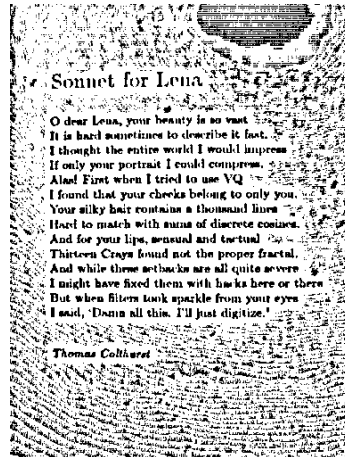 Sonnet for Lena
O dear Lena, your beauty is so vast
It is hard sometimes to describe it fast.
I thought the entire world I would impress
If only your portrait I could compress.
Alas! First when I tried to use VQ
I found that your cheeks belong to only you.
Your silky hair contains a thousand lines
Hard to match with sums of discrete cosines.
And for your lips, sensual and tactual
Thirteen Crays found not the proper fractal.
And while these setbacks are all quite severe
I might have fixed them with hacks here or there
But when filters took sparkle from your eyes
I said, 'Damn all this. I'll just digitize.'
Thomas Colthurst